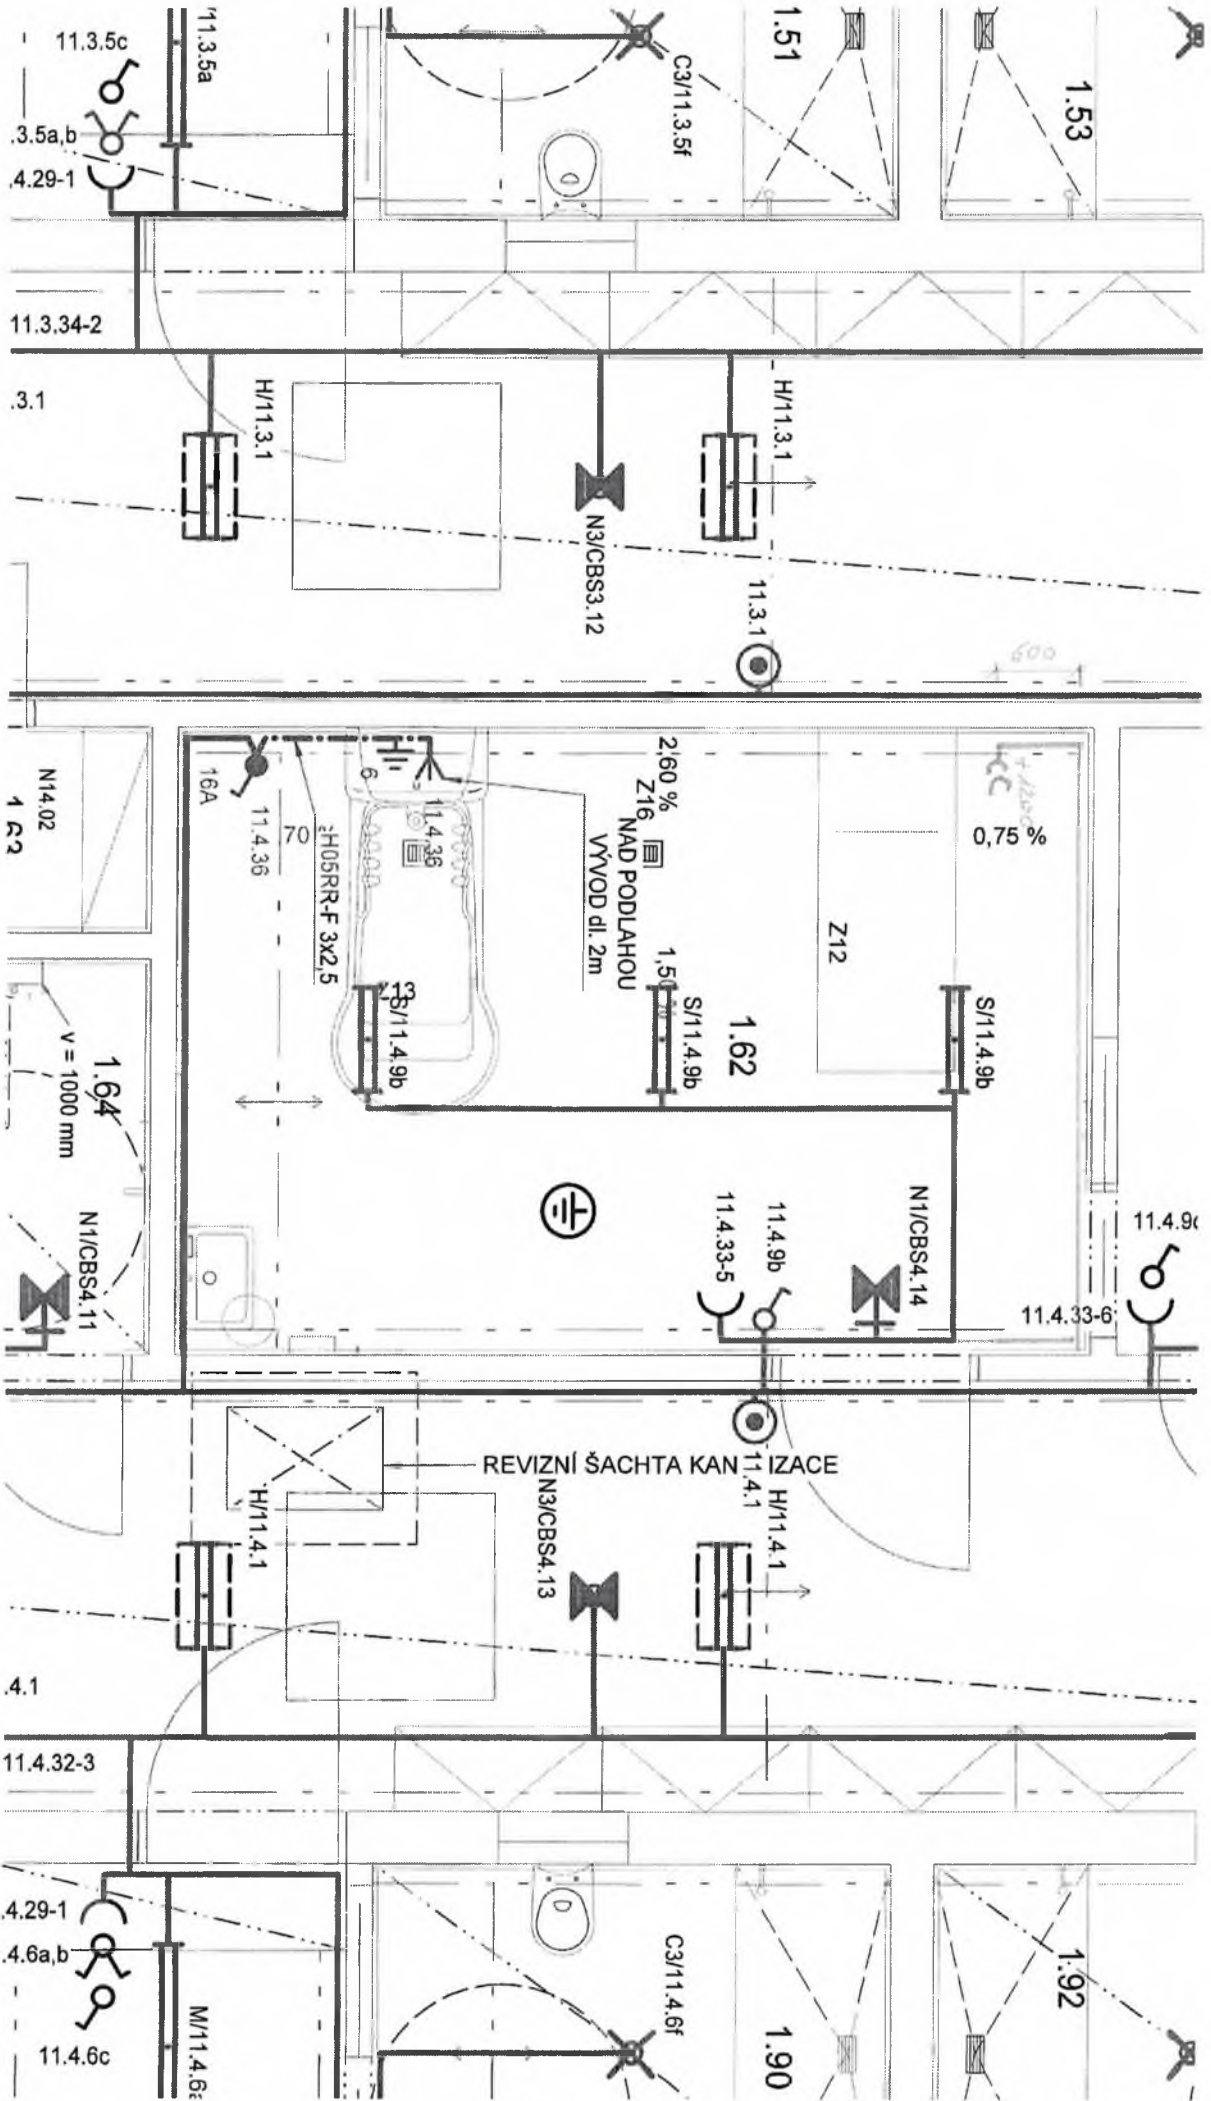 11.3.5c
11.3.5a
.3.5a,b
.4.29-1
C3/11.3.5f
1.51
1.53
11.3.34-2
.3.1
H/11.3.1
N3/CBS3.12
H/11.3.1
11.3.1
600
N14.02
16A
11.4.36
70
H05RR-F 3x2,5
6
11.4.36
VÝVOD dl. 2m
NAD PODLAHOU
Z16
2,60 %
0,75 %
Z12
S/11.4.9b
S/11.4.9b
1.62
S/11.4.9b
1.64
v = 1000 mm
N1/CBS4.11
11.4.33-5
11.4.9b
N1/CBS4.14
11.4.33-6
REVIZNÍ ŠACHTA KAN IZACE
H/11.4.1
N3/CBS4.13
11.4.1
H/11.4.1
.4.1
11.4.32-3
.4.29-1
.4.6a,b
11.4.6c
M/11.4.6
C3/11.4.6f
1.90
1.92